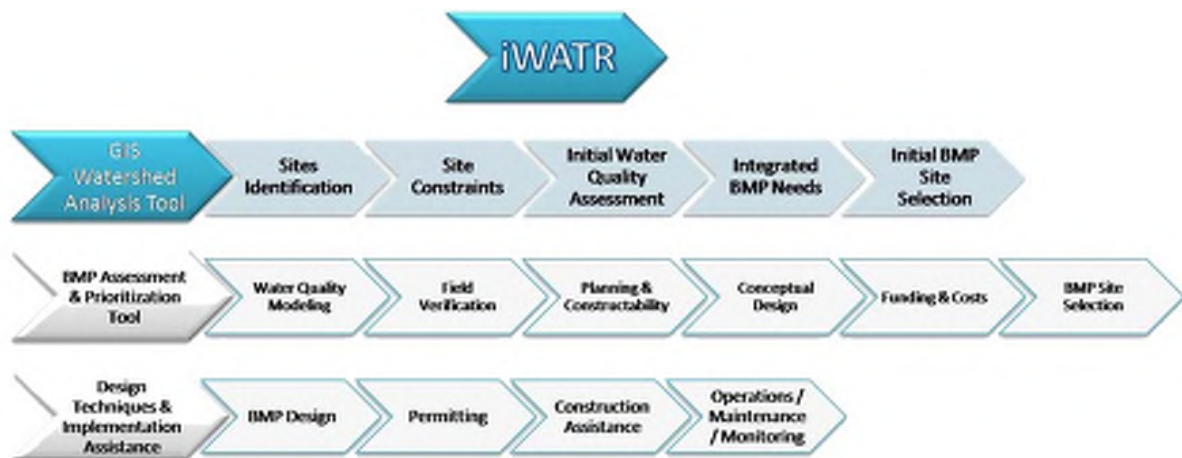 iWATR
GIS
Watershed
Analysis Tool
Sites
Identification
Site
Constraints
Initial Water
Quality
Assessment
Integrated
BMP Needs
Initial BMP
Site
Selection
BMP Assessment
& Prioritization
Tool
Water Quality
Modeling
Field
Verification
Planning &
Constructability
Conceptual
Design
Funding & Costs
BMP Site
Selection
Design
Techniques &
Implementation
Assistance
BMP Design
Permitting
Construction
Assistance
Operations /
Maintenance
/ Monitoring